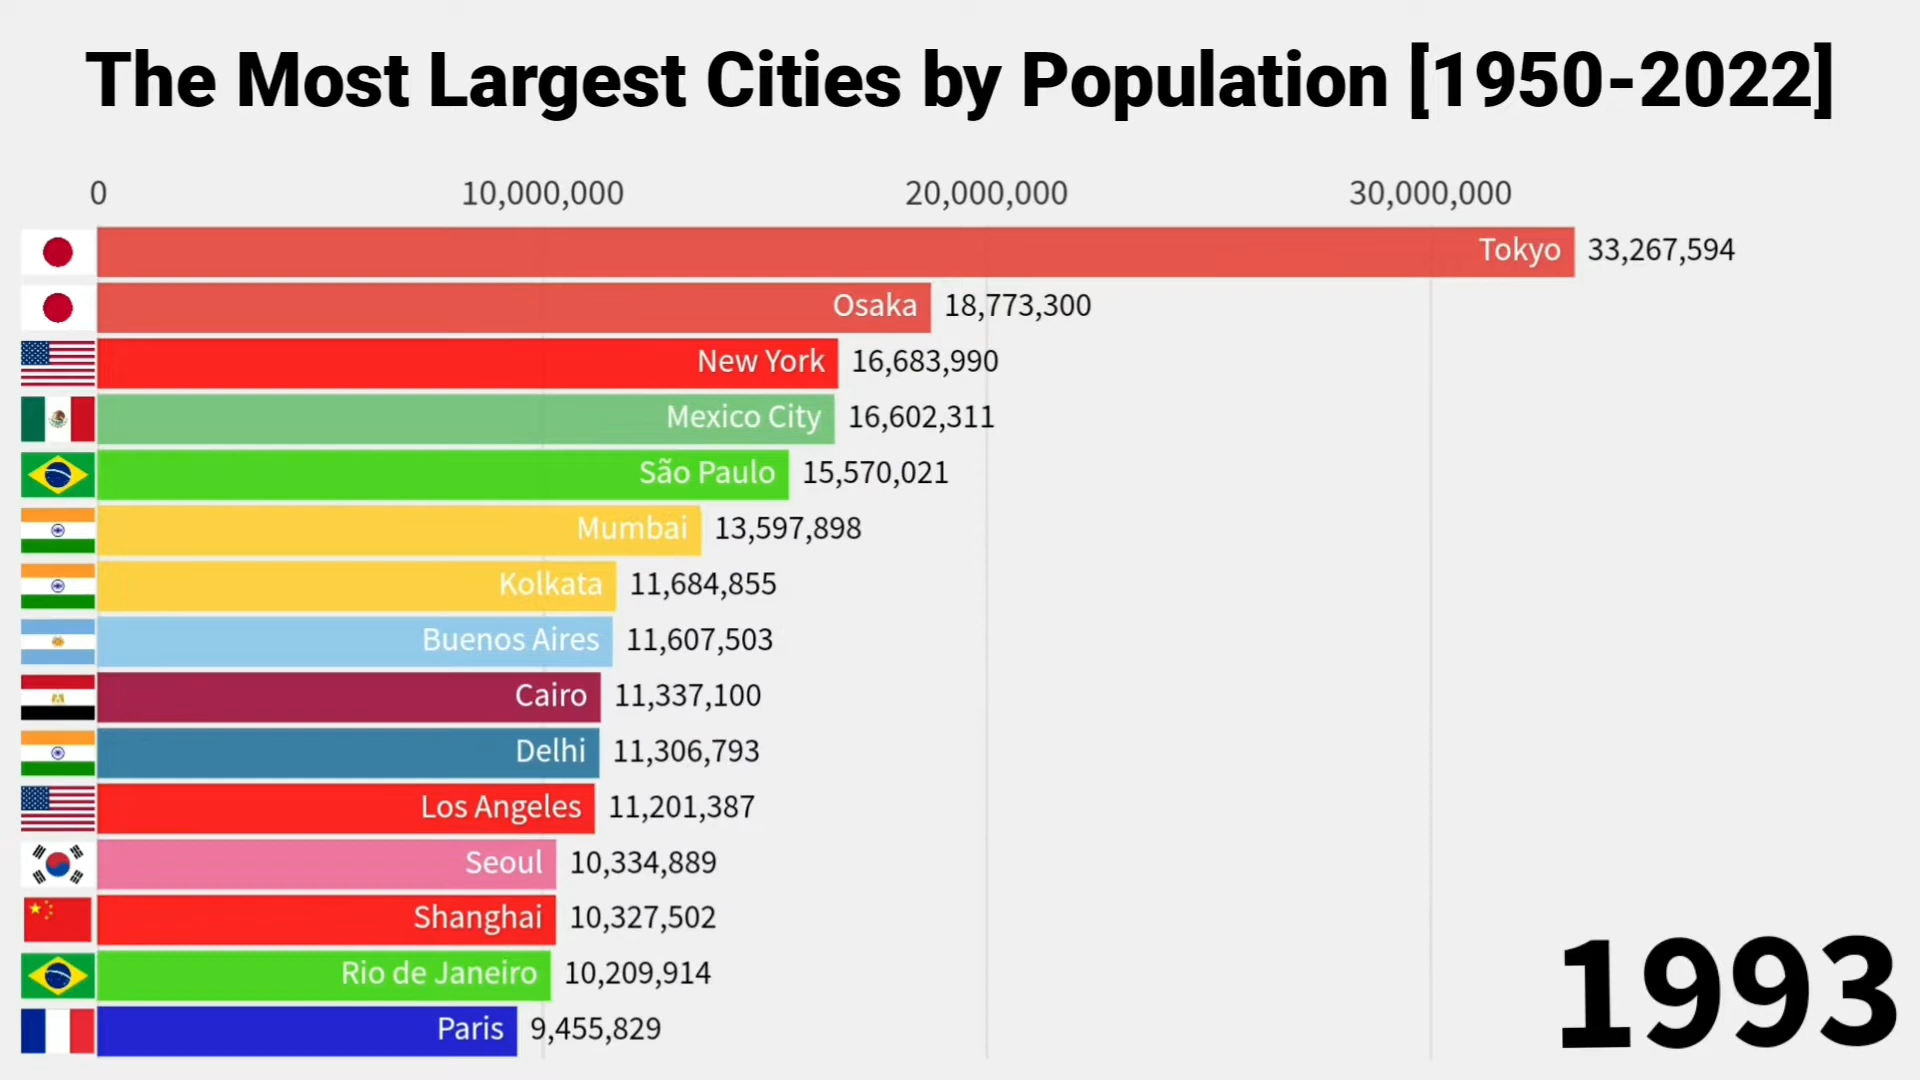 The Most Largest Cities by Population [1950-2022]
0 10,000,000 20,000,000 30,000,000
Tokyo 33,267,594
Osaka 18,773,300
New York 16,683,990
Mexico City 16,602,311
São Paulo 15,570,021
Mumbai 13,597,898
Kolkata 11,684,855
Buenos Aires 11,607,503
Cairo 11,337,100
Delhi 11,306,793
Los Angeles 11,201,387
Seoul 10,334,889
Shanghai 10,327,502
Rio de Janeiro 10,209,914
Paris 9,455,829
1993